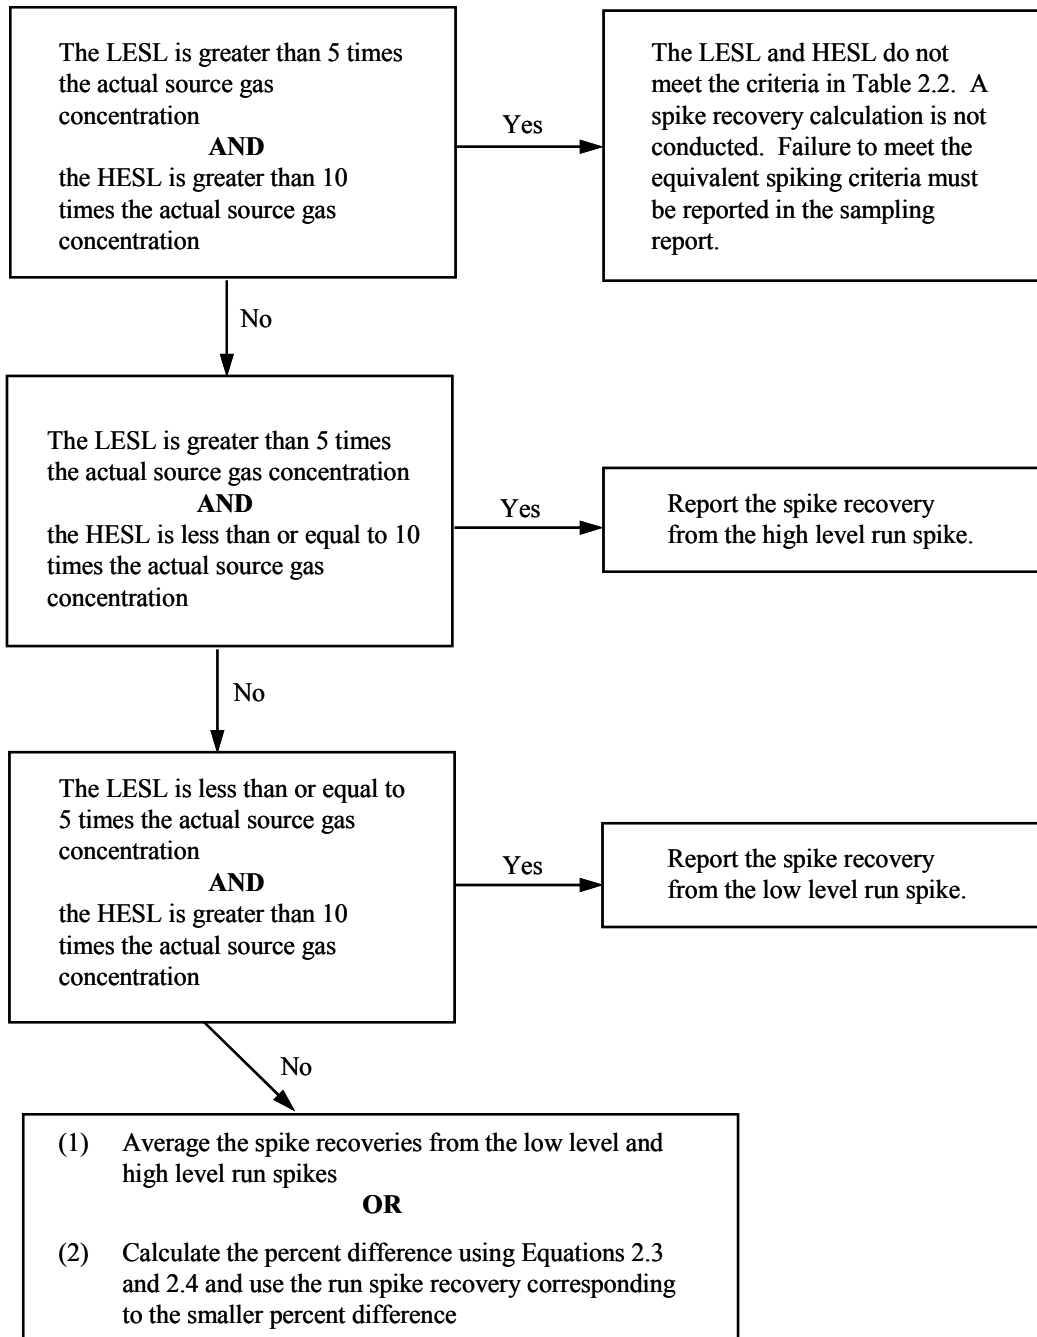 The LESL is greater than 5 times
the actual source gas
concentration
AND
the HESL is greater than 10
times the actual source gas
concentration
Yes
The LESL and HESL do not
meet the criteria in Table 2.2. A
spike recovery calculation is not
conducted. Failure to meet the
equivalent spiking criteria must
be reported in the sampling
report.
No
The LESL is greater than 5 times
the actual source gas concentration
AND
the HESL is less than or equal to 10
times the actual source gas
concentration
Yes
Report the spike recovery
from the high level run spike.
No
The LESL is less than or equal to
5 times the actual source gas
concentration
AND
the HESL is greater than 10
times the actual source gas
concentration
Yes
Report the spike recovery
from the low level run spike.
No
(1) Average the spike recoveries from the low level and
high level run spikes
OR
(2) Calculate the percent difference using Equations 2.3
and 2.4 and use the run spike recovery corresponding
to the smaller percent difference